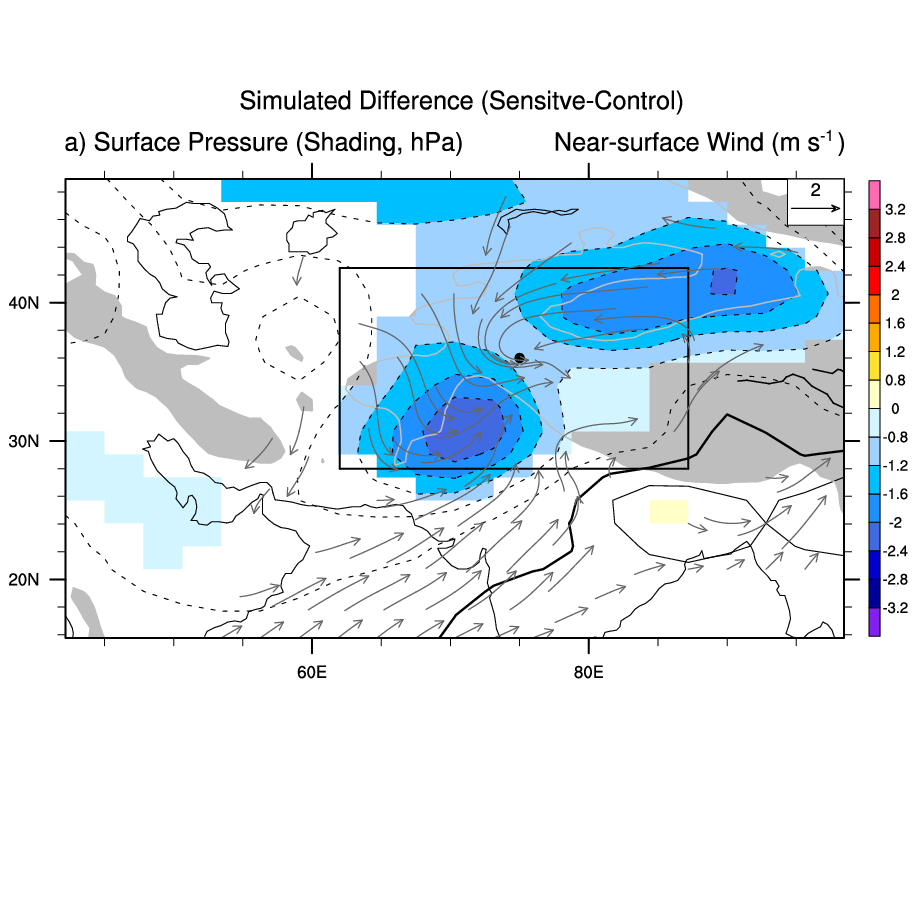 Simulated Difference (Sensitve-Control)
a) Surface Pressure (Shading, hPa) Near-surface Wind (m s-1)
2
40N
30N
20N
60E 80E
3.2
2.8
2.4
2
1.6
1.2
0.8
0
-0.8
-1.2
-1.6
-2
-2.4
-2.8
-3.2